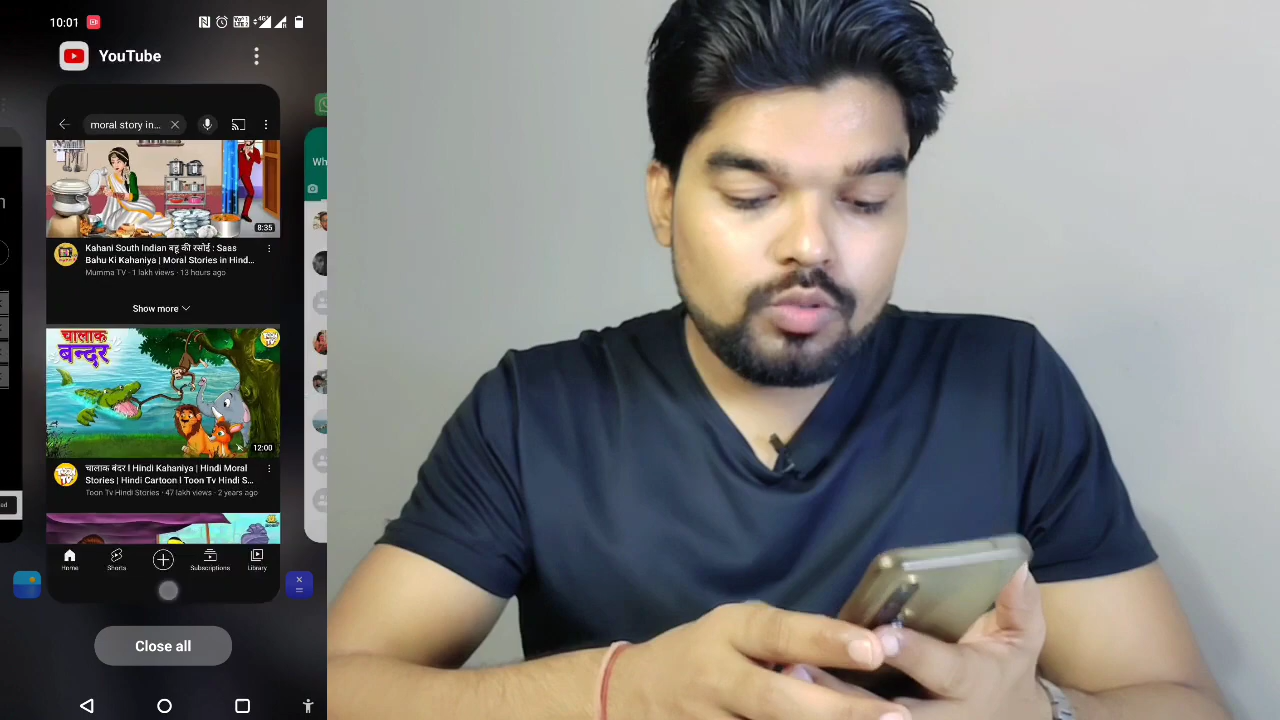 10:01
YouTube
moral story in...
8:35
Kahani South Indian बहू की रसोई : Saas
Bahu Ki Kahaniya | Moral Stories in Hind...
Mumma TV · 1 lakh views · 13 hours ago
Show more
चालाक
बन्दर
12:00
चालाक बंदर l Hindi Kahaniya | Hindi Moral
Stories | Hindi Cartoon l Toon Tv Hindi S...
Toon Tv Hindi Stories · 47 lakh views · 2 years ago
Home
Shorts
Subscriptions
Library
Close all
Wh